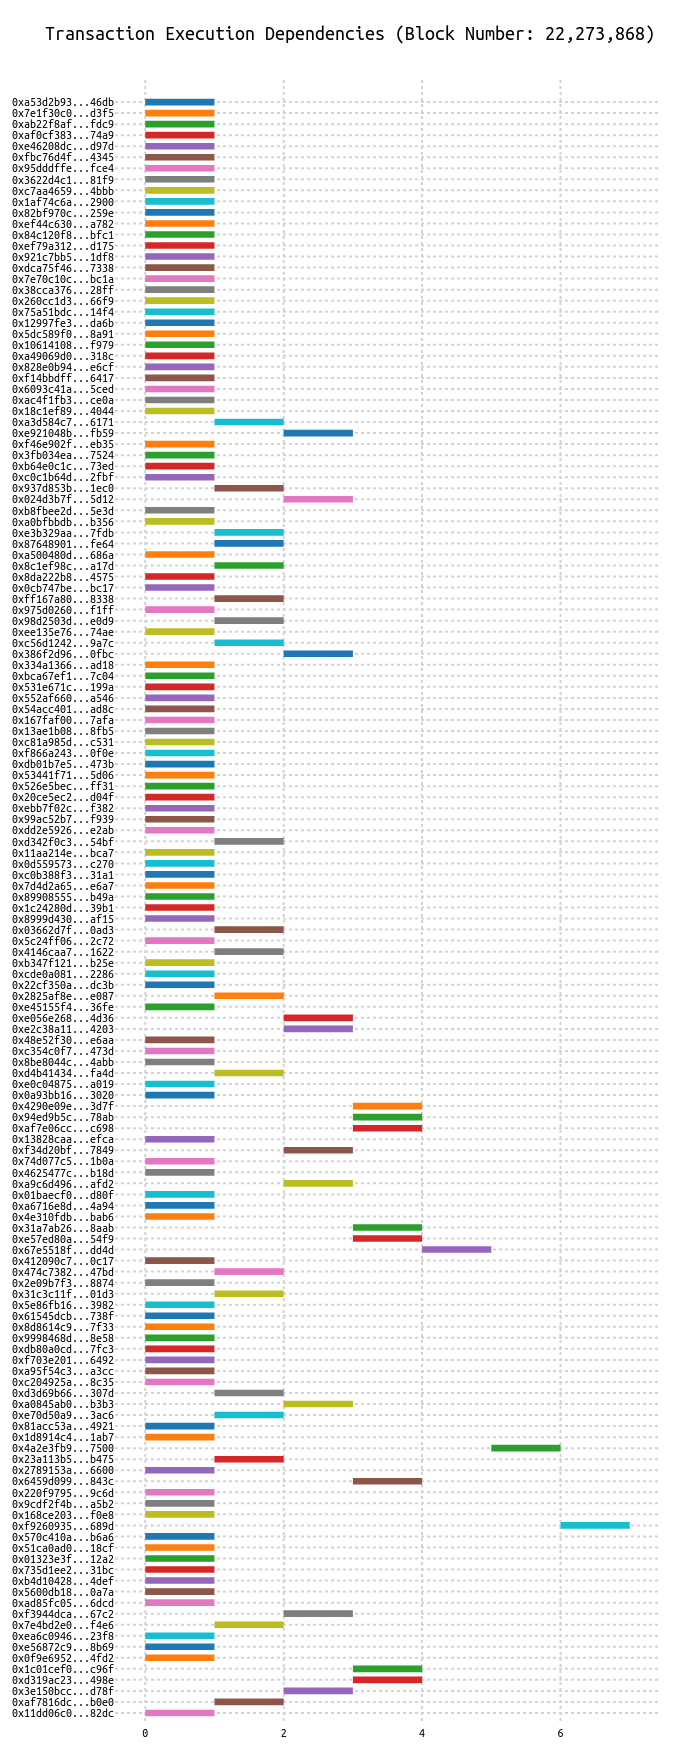 Transaction Execution Dependencies (Block Number: 22,273,868)
0xa53d2b93...46db
0x7e1f30c0...d3f5
0xab22f8af...fdc9
0xaf0cf383...74a9
0xe46208dc...d97d
0xfbc76d4f...4345
0x95dddffe...fce4
0x3622d4c1...81f9
0xc7aa4659...4bbb
0x1af74c6a...2900
0x82bf970c...259e
0xef44c630...a782
0x84c120f8...bfc1
0xef79a312...d175
0x921c7bb5...1df8
0xdca75f46...7338
0x7e70c10c...bc1a
0x38cca376...28ff
0x260cc1d3...66f9
0x75a51bdc...14f4
0x12997fe3...da6b
0x5dc589f0...8a91
0x10614108...f979
0xa49069d0...318c
0x828e0b94...e6cf
0xf14bbdff...6417
0x6093c41a...5ced
0xac4f1fb3...ce0a
0x18c1ef89...4044
0xa3d584c7...6171
0xe921048b...fb59
0xf46e902f...eb35
0x3fb034ea...7524
0xb64e0c1c...73ed
0xc0c1b64d...2fbf
0x937d853b...1ec0
0x024d3b7f...5d12
0xb8fbee2d...5e3d
0xa0bfbbdb...b356
0xe3b329aa...7fdb
0x87648901...fe64
0xa500480d...686a
0x8c1ef98c...a17d
0x8da222b8...4575
0x0cb747be...bc17
0xff167a80...8338
0x975d0260...f1ff
0x98d2503d...e0d9
0xee135e76...74ae
0xc56d1242...9a7c
0x386f2d96...0fbc
0x334a1366...ad18
0xbca67ef1...7c04
0x531e671c...199a
0x552af660...a546
0x54acc401...ad8c
0x167faf00...7afa
0x13ae1b08...8fb5
0xc81a985d...c531
0xf866a243...0f0e
0xdb01b7e5...473b
0x53441f71...5d06
0x526e5bec...ff31
0x20ce5ec2...d04f
0xebb7f02c...f382
0x99ac52b7...f939
0xdd2e5926...e2ab
0xd342f0c3...54bf
0x11aa214e...bca7
0x0d559573...c270
0xc0b388f3...31a1
0x7d4d2a65...e6a7
0x89908555...b49a
0x1c24280d...39b1
0x8999d430...af15
0x03662d7f...0ad3
0x5c24ff06...2c72
0x4146caa7...1622
0xb347f121...b25e
0xcde0a081...2286
0x22cf350a...dc3b
0x2825af8e...e087
0xe45155f4...36fe
0xe056e268...4d36
0xe2c38a11...4203
0x48e52f30...e6aa
0xc354c0f7...473d
0x8be8044c...4abb
0xd4b41434...fa4d
0xe0c04875...a019
0x0a93bb16...3020
0x4290e09e...3d7f
0x94ed9b5c...78ab
0xaf7e06cc...c698
0x13828caa...efca
0xf34d20bf...7849
0x74d077c5...1b0a
0x4625477c...b18d
0xa9c6d496...afd2
0x01baecf0...d80f
0xa6716e8d...4a94
0x4e310fdb...bab6
0x31a7ab26...8aab
0xe57ed80a...54f9
0x67e5518f...dd4d
0x412090c7...0c17
0x474c7382...47bd
0x2e09b7f3...8874
0x31c3c11f...01d3
0x5e86fb16...3982
0x61545dcb...738f
0x8d8614c9...7f33
0x9998468d...8e58
0xdb80a0cd...7fc3
0xf703e201...6492
0xa95f54c3...a3cc
0xc204925a...8c35
0xd3d69b66...307d
0xa0845ab0...b3b3
0xe70d50a9...3ac6
0x81acc53a...4921
0x1d8914c4...1ab7
0x4a2e3fb9...7500
0x23a113b5...b475
0x2789153a...6600
0x6459d099...843c
0x220f9795...9c6d
0x9cdf2f4b...a5b2
0x168ce203...f0e8
0xf9260935...689d
0x570c410a...b6a6
0x51ca0ad0...18cf
0x01323e3f...12a2
0x735d1ee2...31bc
0xb4d10428...4def
0x5600db18...0a7a
0xad85fc05...6dcd
0xf3944dca...67c2
0x7e4bd2e0...f4e6
0xea6c0946...23f8
0xe56872c9...8b69
0x0f9e6952...4fd2
0x1c01cef0...c96f
0xd319ac23...498e
0x3e150bcc...d78f
0xaf7816dc...b0e0
0x11dd06c0...82dc
0 2 4 6